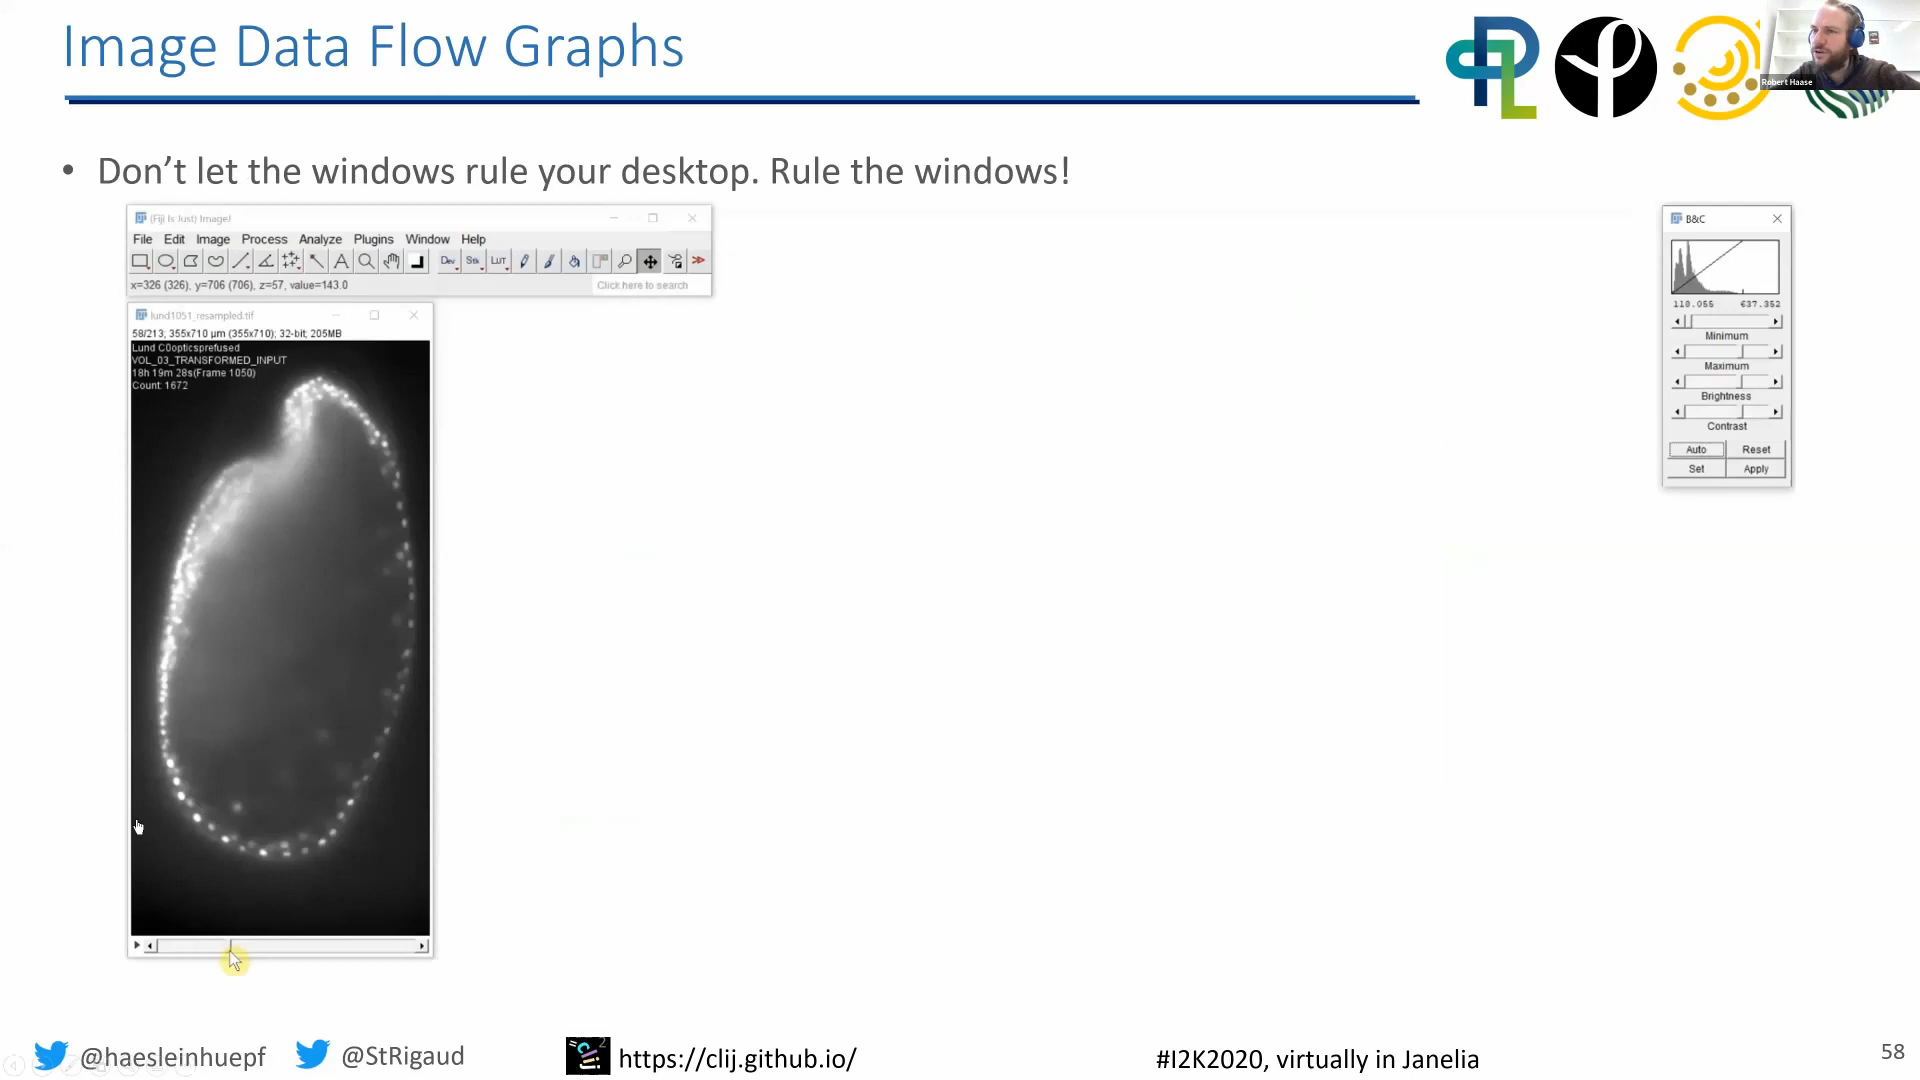 Image Data Flow Graphs
Robert Haase
• Don’t let the windows rule your desktop. Rule the windows!
(Fiji Is Just) ImageJ
File Edit Image Process Analyze Plugins Window Help
Dev Stk LUT
x=326 (326), y=706 (706), z=57, value=143.0
Click here to search
lund1051_resampled.tif
58/213; 355x710 µm (355x710); 32-bit; 205MB
Lund C0opticsprefused
VOL_03_TRANSFORMED_INPUT
18h 19m 28s(Frame 1050)
Count: 1672
B&C
110.055 637.352
Minimum
Maximum
Brightness
Contrast
Auto Reset
Set Apply
@haesleinhuepf @StRigaud https://clij.github.io/ #I2K2020, virtually in Janelia 58